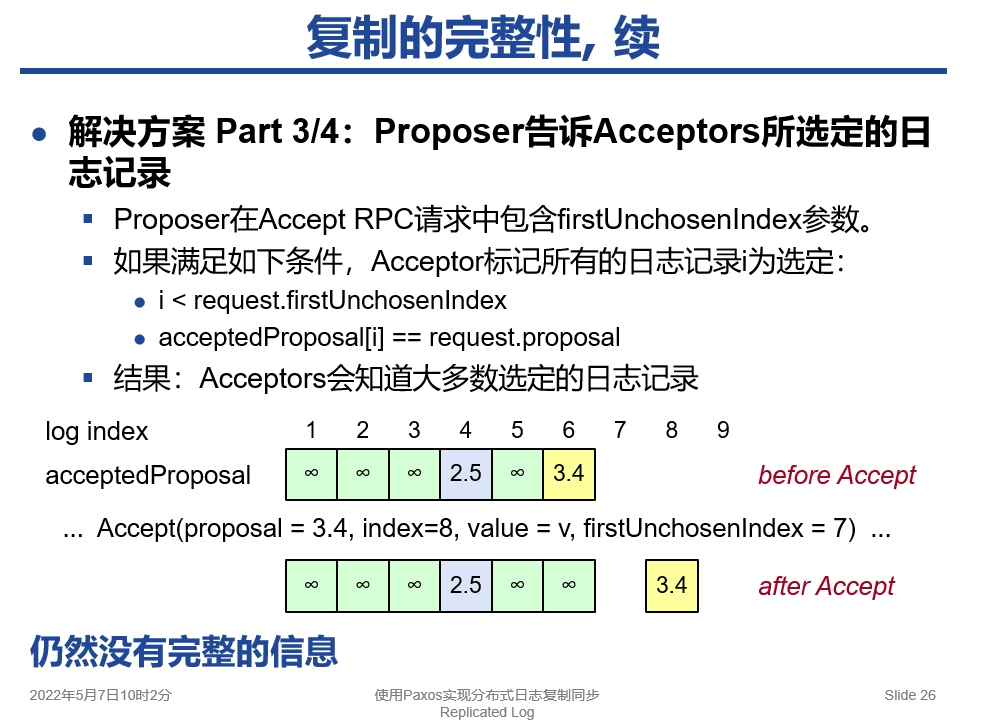 复制的完整性, 续
解决方案 Part 3/4：Proposer告诉Acceptors所选定的日
志记录
Proposer在Accept RPC请求中包含firstUnchosenIndex参数。
如果满足如下条件，Acceptor标记所有的日志记录i为选定：
i < request.firstUnchosenIndex
acceptedProposal[i] == request.proposal
结果：Acceptors会知道大多数选定的日志记录
log index 1 2 3 4 5 6 7 8 9
acceptedProposal ∞ ∞ ∞ 2.5 ∞ 3.4 before Accept
... Accept(proposal = 3.4, index=8, value = v, firstUnchosenIndex = 7) ...
∞ ∞ ∞ 2.5 ∞ ∞ 3.4 after Accept
仍然没有完整的信息
2022年5月7日10时2分 使用Paxos实现分布式日志复制同步 Slide 26
Replicated Log